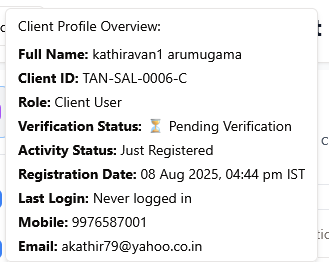 Client Profile Overview:
Full Name: kathiravan1 arumugama
Client ID: TAN-SAL-0006-C
Role: Client User
Verification Status: ⏳ Pending Verification
Activity Status: Just Registered
Registration Date: 08 Aug 2025, 04:44 pm IST
Last Login: Never logged in
Mobile: 9976587001
Email: akathir79@yahoo.co.in